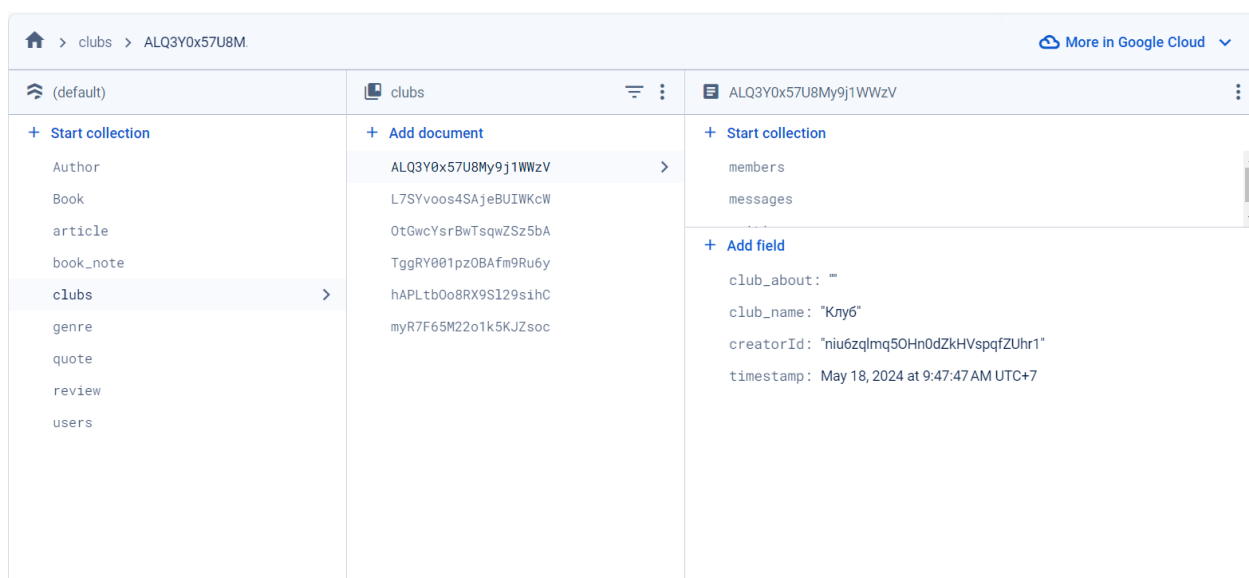 clubs > ALQ3Y0x57U8M.
More in Google Cloud
(default)
+ Start collection
Author
Book
article
book_note
clubs
genre
quote
review
users
clubs
+ Add document
ALQ3Y0x57U8My9j1WWzV
L7SYvoos4SAjeBUIWKcW
OtGwcYsrBwTsqwZSz5bA
TggRY001pzOBAfm9Ru6y
hAPLtbOo8RX9Sl29sihC
myR7F65M22o1k5KJZsoc
ALQ3Y0x57U8My9j1WWzV
+ Start collection
members
messages
+ Add field
club_about: ""
club_name: "Клуб"
creatorId: "niu6zqlmq5OHn0dZkHVspqfZUhr1"
timestamp: May 18, 2024 at 9:47:47 AM UTC+7